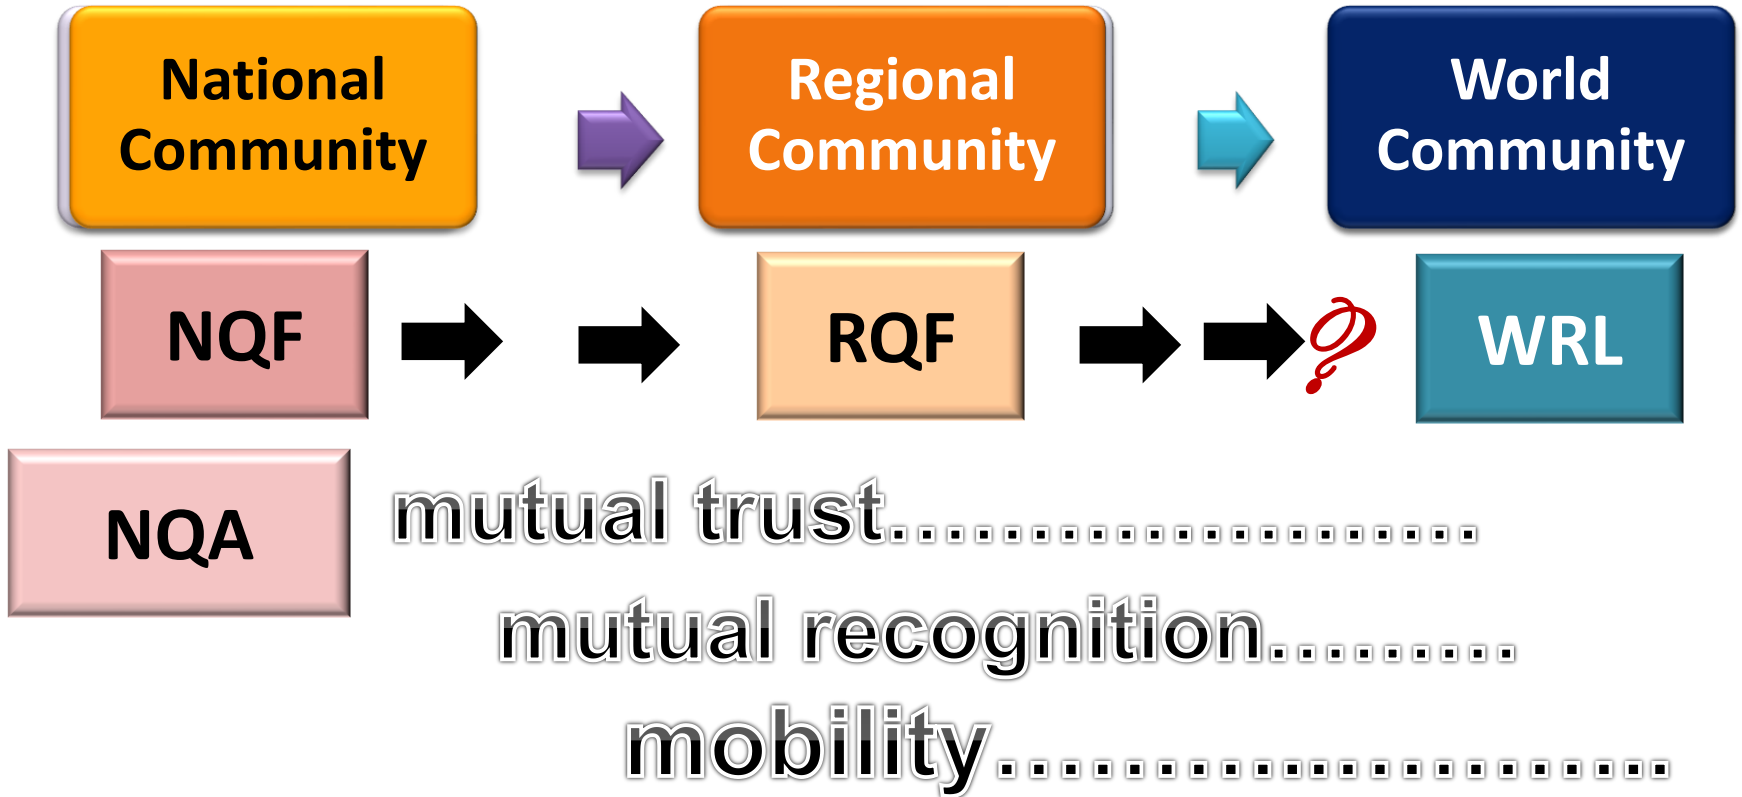 National
Community
Regional
Community
World
Community
NQF
RQF
?
WRL
NQA
mutual trust.....................
mutual recognition.........
mobility.....................